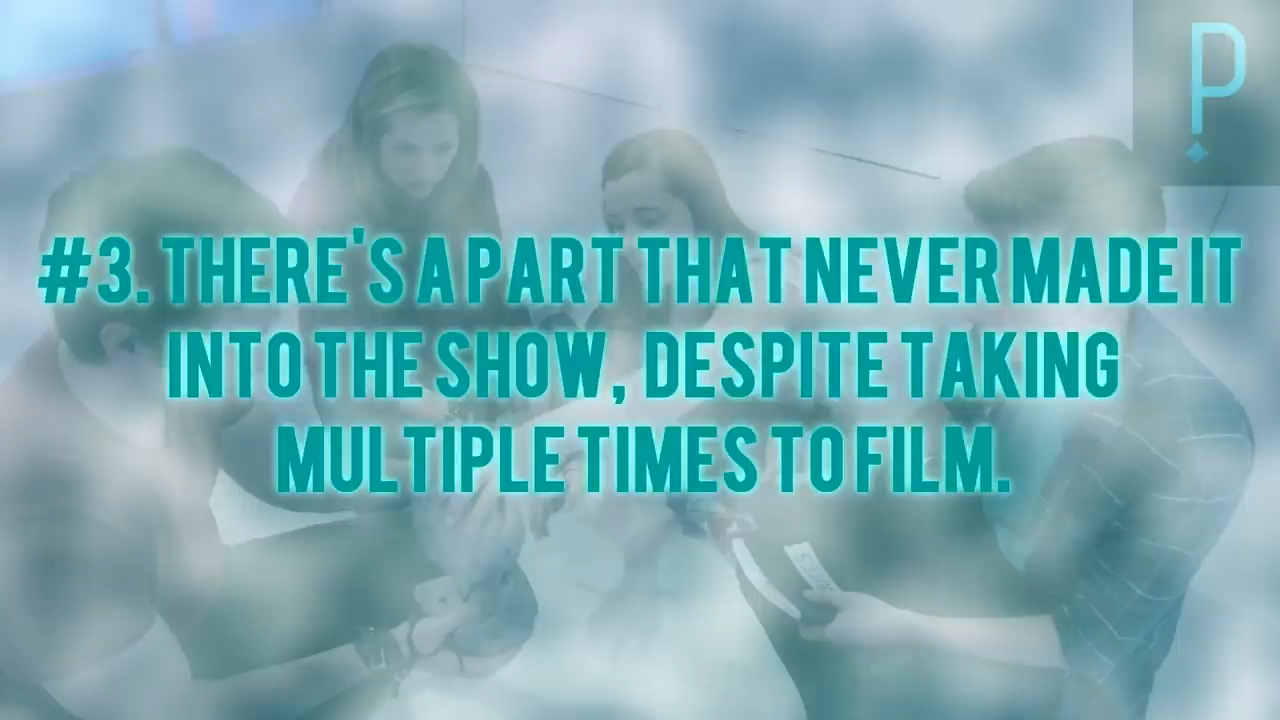 P
#3. THERE'S A PART THAT NEVER MADE IT
INTO THE SHOW, DESPITE TAKING
MULTIPLE TIMES TO FILM.